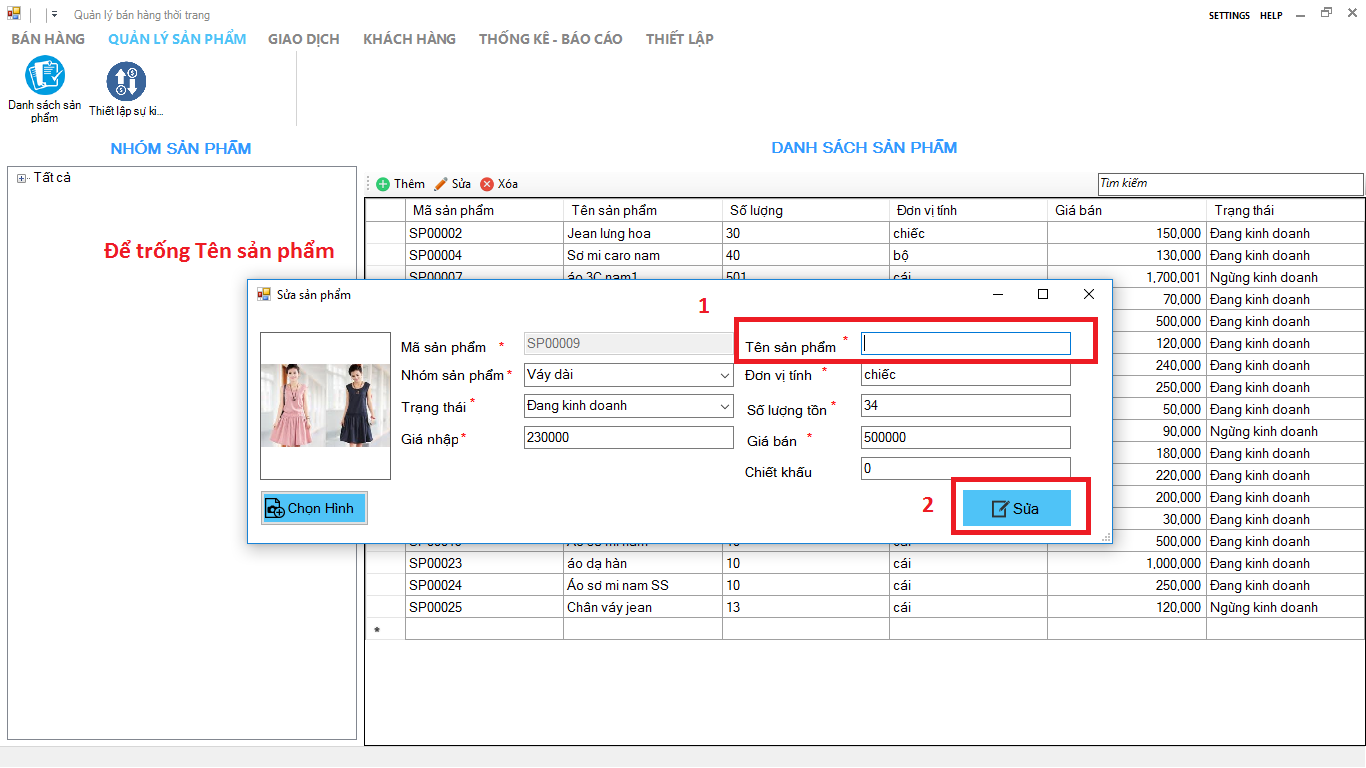 Quản lý bán hàng thời trang
SETTINGS HELP
BÁN HÀNG QUẢN LÝ SẢN PHẨM GIAO DỊCH KHÁCH HÀNG THỐNG KÊ - BÁO CÁO THIẾT LẬP
Danh sách sản phẩm
Thiết lập sự ki...
NHÓM SẢN PHẨM
DANH SÁCH SẢN PHẨM
Tất cả
Để trống Tên sản phẩm
Thêm Sửa Xóa
Tìm kiếm
Mã sản phẩm Tên sản phẩm Số lượng Đơn vị tính Giá bán Trạng thái
SP00002 Jean lưng hoa 30 chiếc 150,000 Đang kinh doanh
SP00004 Sơ mi caro nam 40 bộ 130,000 Đang kinh doanh
SP00007 áo 3C nam1 501 cái 1,700,001 Ngừng kinh doanh
70,000 Đang kinh doanh
500,000 Đang kinh doanh
120,000 Đang kinh doanh
240,000 Đang kinh doanh
250,000 Đang kinh doanh
50,000 Đang kinh doanh
90,000 Ngừng kinh doanh
180,000 Đang kinh doanh
220,000 Đang kinh doanh
200,000 Đang kinh doanh
30,000 Đang kinh doanh
500,000 Đang kinh doanh
SP00023 áo dạ hàn 10 cái 1,000,000 Đang kinh doanh
SP00024 Áo sơ mi nam SS 10 cái 250,000 Đang kinh doanh
SP00025 Chân váy jean 13 cái 120,000 Ngừng kinh doanh
*
Sửa sản phẩm
1
Mã sản phẩm * SP00009
Tên sản phẩm *
Nhóm sản phẩm * Váy dài
Đơn vị tính * chiếc
Trạng thái * Đang kinh doanh
Số lượng tồn * 34
Giá nhập * 230000
Giá bán * 500000
Chiết khấu 0
Chọn Hình
2
Sửa